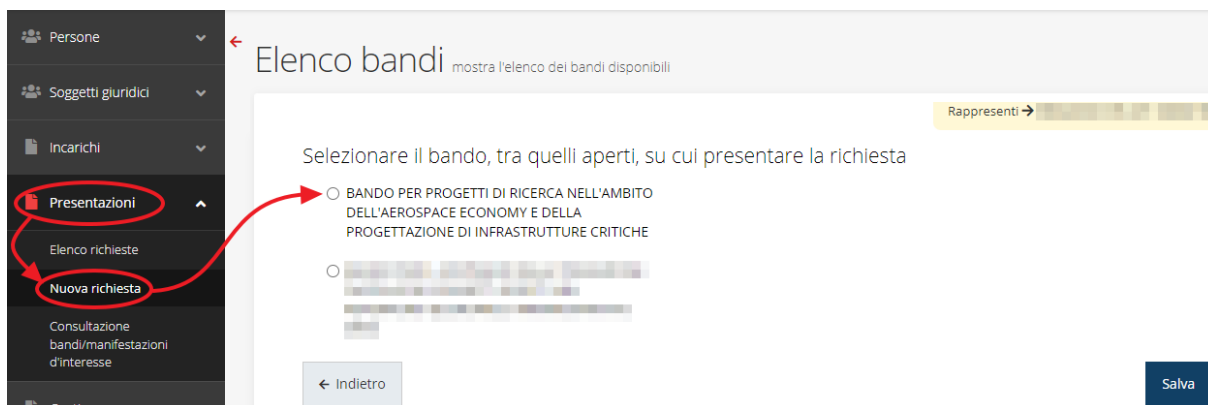 Persone
Soggetti giuridici
Incarichi
Presentazioni
Elenco richieste
Nuova richiesta
Consultazione
bandi/manifestazioni
d'interesse
Elenco bandi mostra l'elenco dei bandi disponibili
Rappresenti →
Selezionare il bando, tra quelli aperti, su cui presentare la richiesta
BANDO PER PROGETTI DI RICERCA NELL'AMBITO
DELL'AEROSPACE ECONOMY E DELLA
PROGETTAZIONE DI INFRASTRUTTURE CRITICHE
← Indietro
Salva